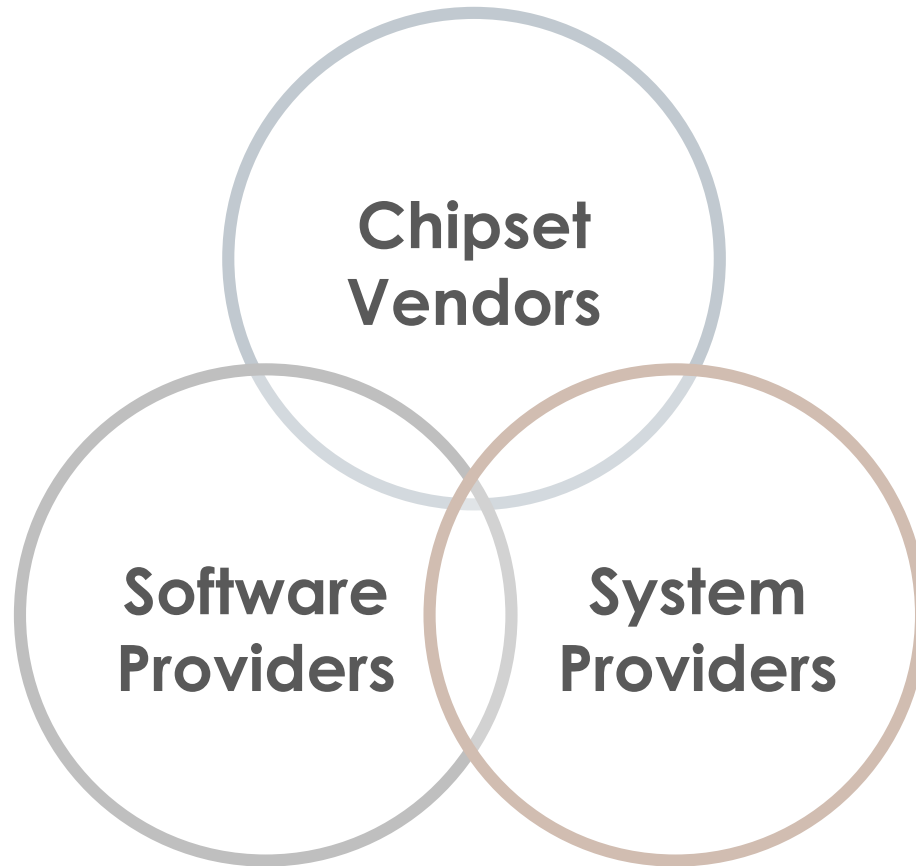 Chipset
Vendors
Software
Providers
System
Providers